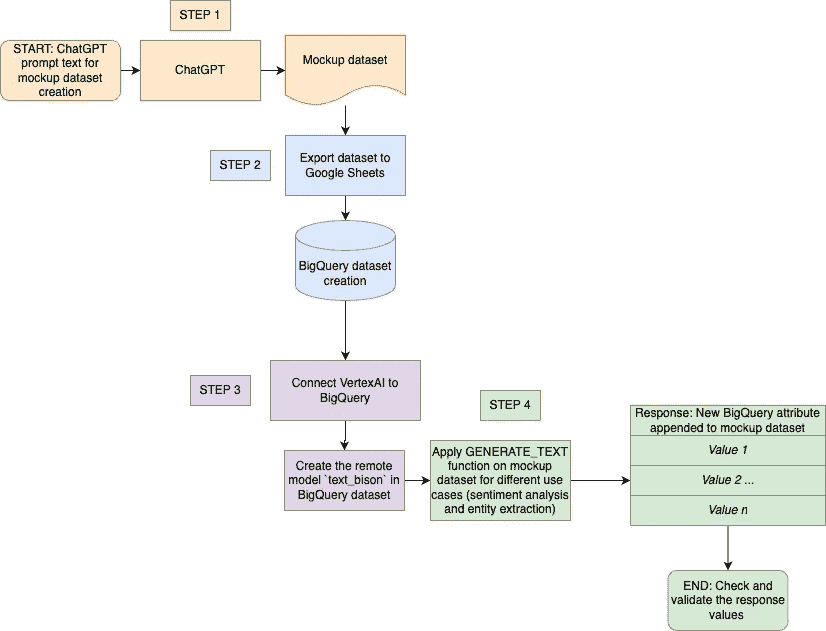 STEP 1
START: ChatGPT
prompt text for
mockup dataset
creation
ChatGPT
Mockup dataset
STEP 2
Export dataset to
Google Sheets
BigQuery dataset
creation
STEP 3
Connect VertexAI to
BigQuery
Create the remote
model `text_bison` in
BigQuery dataset
STEP 4
Apply GENERATE_TEXT
function on mockup
dataset for different use
cases (sentiment analysis
and entity extraction)
Response: New BigQuery attribute
appended to mockup dataset
Value 1
Value 2 ...
Value n
END: Check and
validate the response
values